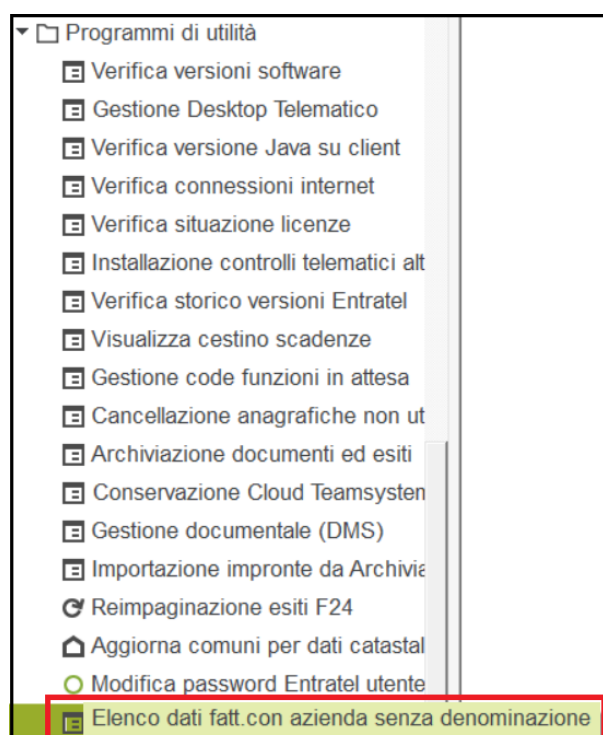 Programmi di utilità
Verifica versioni software
Gestione Desktop Telematico
Verifica versione Java su client
Verifica connessioni internet
Verifica situazione licenze
Installazione controlli telematici alt
Verifica storico versioni Entratel
Visualizza cestino scadenze
Gestione code funzioni in attesa
Cancellazione anagrafiche non ut
Archiviazione documenti ed esiti
Conservazione Cloud Teamsysten
Gestione documentale (DMS)
Importazione impronte da Archivia
Reimpaginazione esiti F24
Aggiorna comuni per dati catastal
Modifica password Entratel utente
Elenco dati fatt.con azienda senza denominazione